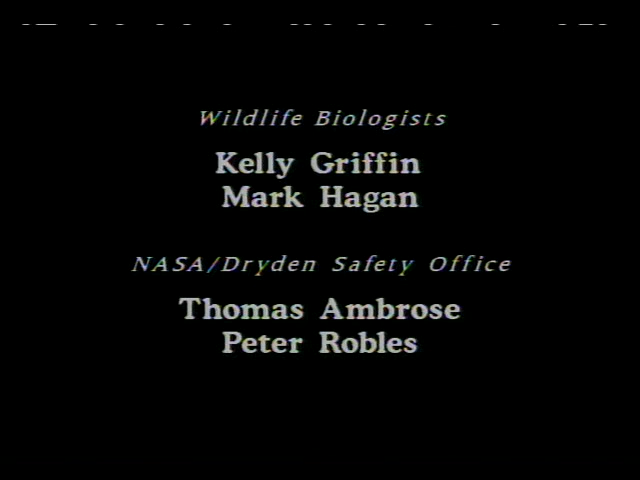 Wildlife Biologists
Kelly Griffin
Mark Hagan
NASA/Dryden Safety Office
Thomas Ambrose
Peter Robles